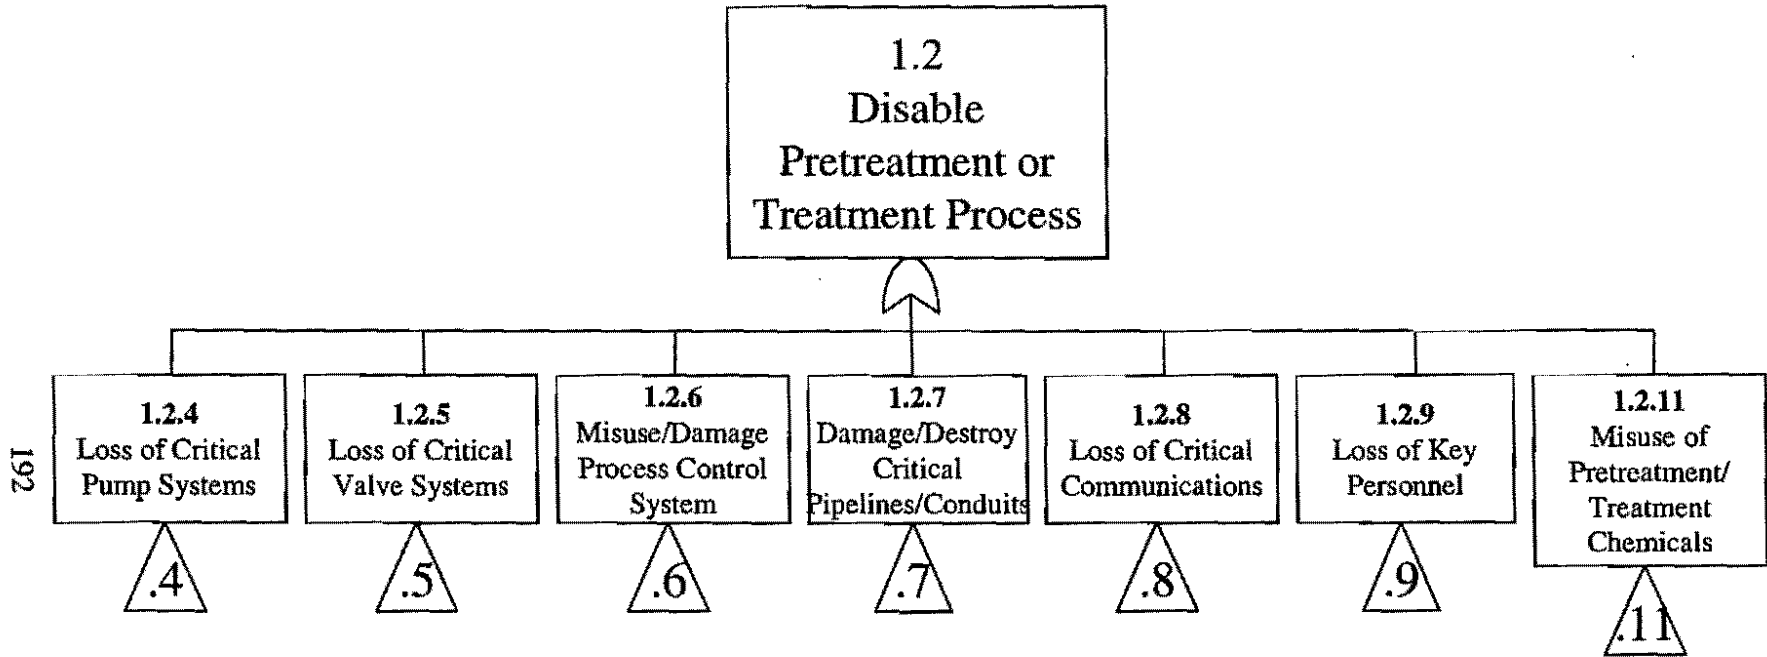 1.2
Disable
Pretreatment or
Treatment Process
1.2.4
Loss of Critical
Pump Systems
.4
1.2.5
Loss of Critical
Valve Systems
.5
1.2.6
Misuse/Damage
Process Control
System
.6
1.2.7
Damage/Destroy
Critical
Pipelines/Conduits
.7
1.2.8
Loss of Critical
Communications
.8
1.2.9
Loss of Key
Personnel
.9
1.2.11
Misuse of
Pretreatment/
Treatment
Chemicals
.11
192